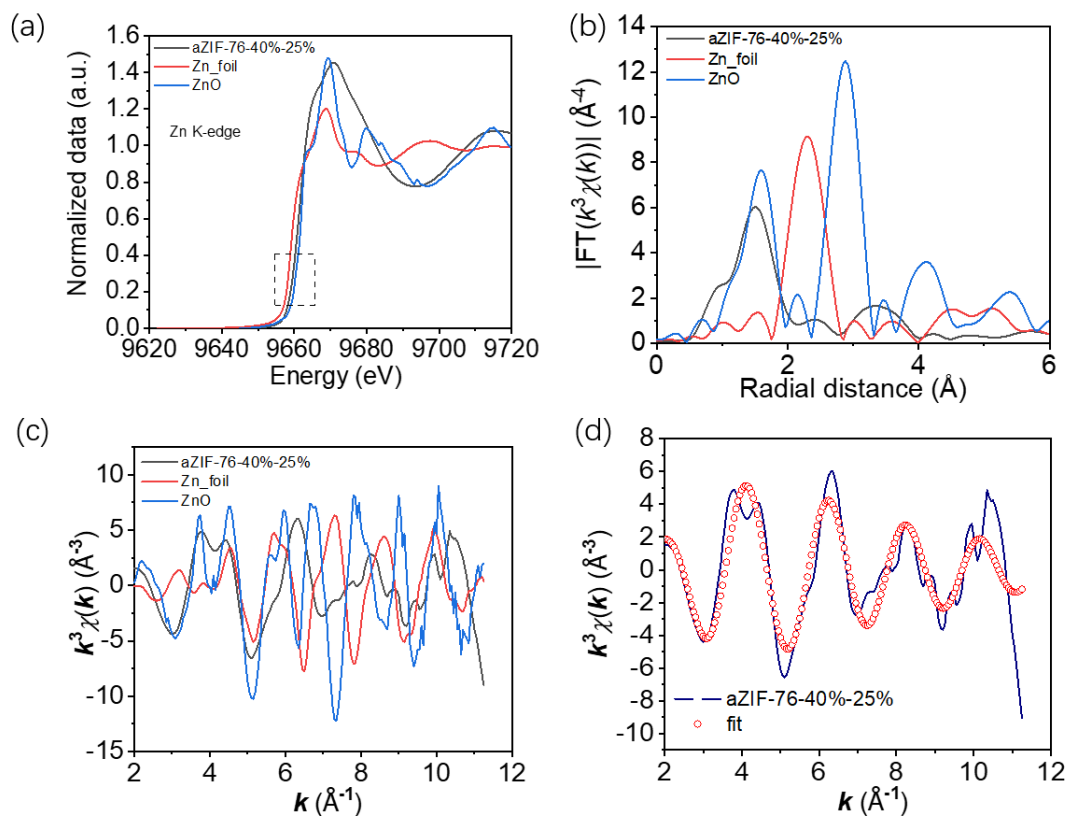 (a)
1.6
1.4
1.2
1.0
0.8
0.6
0.4
0.2
0.0
Normalized data (a.u.)
aZIF-76-40%-25%
Zn_foil
ZnO
Zn K-edge
9620 9640 9660 9680 9700 9720
Energy (eV)
(b)
14
12
10
8
6
4
2
0
|FT(k³χ(k))| (Å⁻⁴)
aZIF-76-40%-25%
Zn_foil
ZnO
0 2 4 6
Radial distance (Å)
(c)
10
5
0
-5
-10
-15
k³χ(k) (Å⁻³)
aZIF-76-40%-25%
Zn_foil
ZnO
2 4 6 8 10 12
k (Å⁻¹)
(d)
8
6
4
2
0
-2
-4
-6
-8
-10
k³χ(k) (Å⁻³)
aZIF-76-40%-25%
fit
2 4 6 8 10 12
k (Å⁻¹)